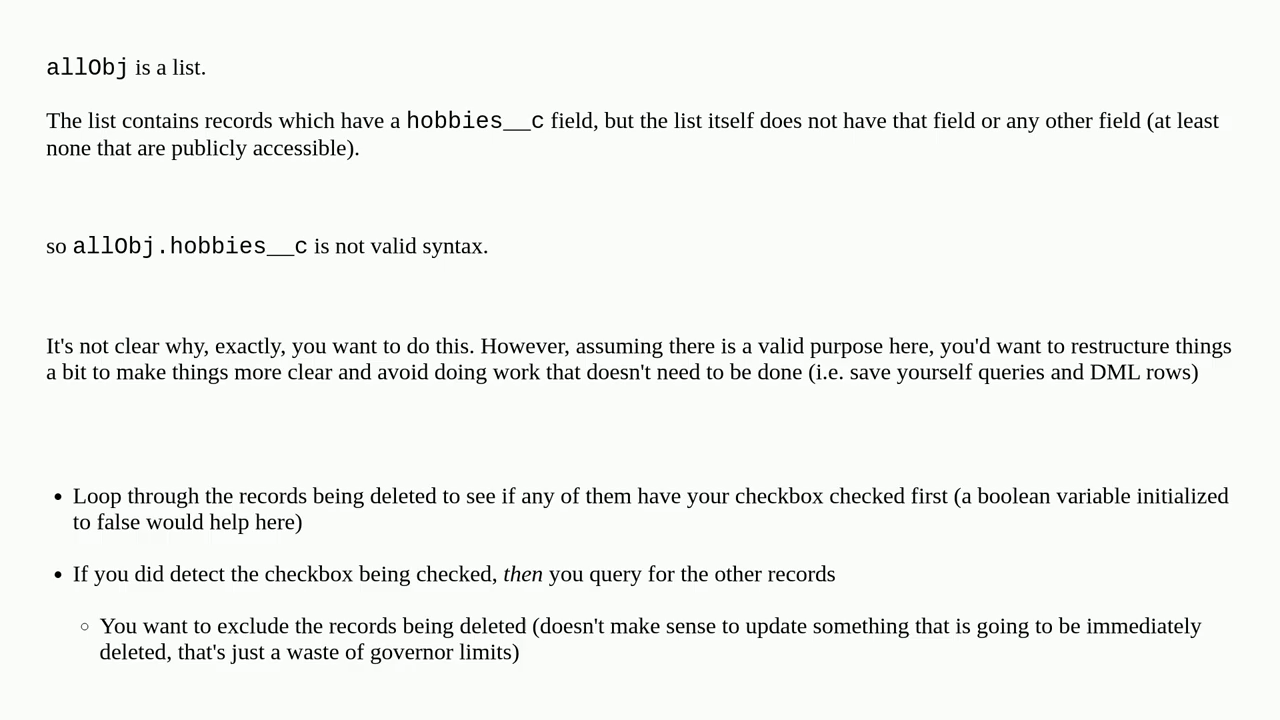 allObj is a list.
The list contains records which have a hobbies__c field, but the list itself does not have that field or any other field (at least
none that are publicly accessible).
so allObj.hobbies__c is not valid syntax.
It's not clear why, exactly, you want to do this. However, assuming there is a valid purpose here, you'd want to restructure things
a bit to make things more clear and avoid doing work that doesn't need to be done (i.e. save yourself queries and DML rows)
• Loop through the records being deleted to see if any of them have your checkbox checked first (a boolean variable initialized
to false would help here)
• If you did detect the checkbox being checked, then you query for the other records
◦ You want to exclude the records being deleted (doesn't make sense to update something that is going to be immediately
deleted, that's just a waste of governor limits)